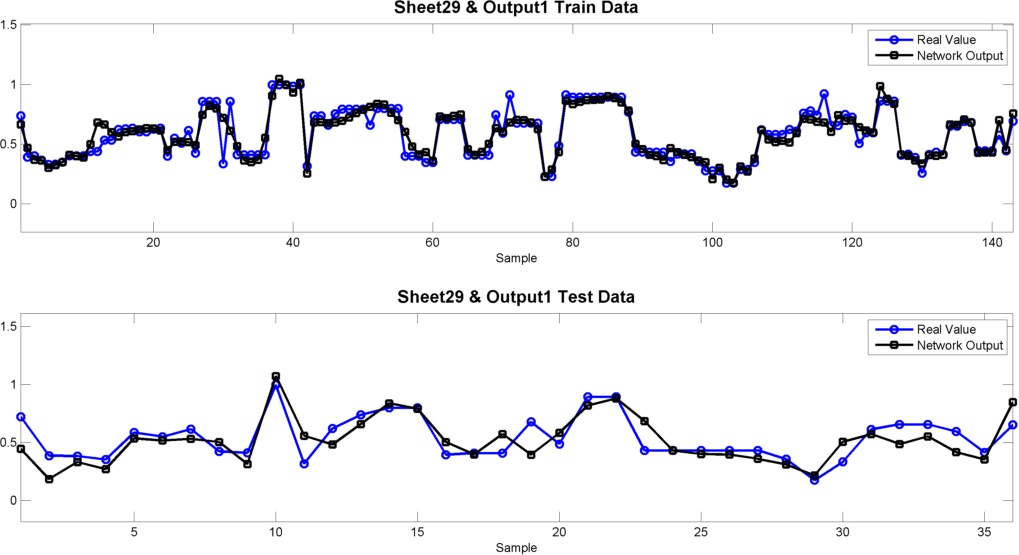 Sheet29 & Output1 Train Data
1.5
1
0.5
0
Real Value
Network Output
20 40 60 80 100 120 140
Sample
Sheet29 & Output1 Test Data
1.5
1
0.5
0
Real Value
Network Output
5 10 15 20 25 30 35
Sample